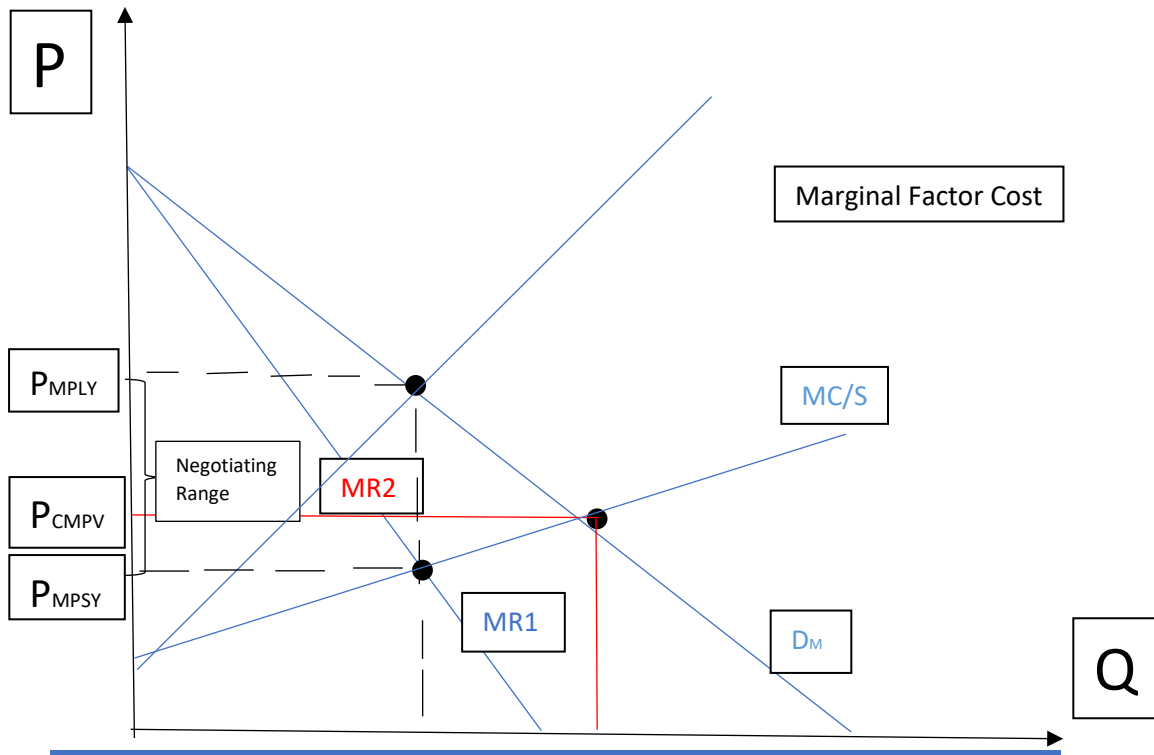 P
Marginal Factor Cost
PMPLY
MC/S
Negotiating
Range
MR2
PCMPV
PMPSY
MR1
DM
Q